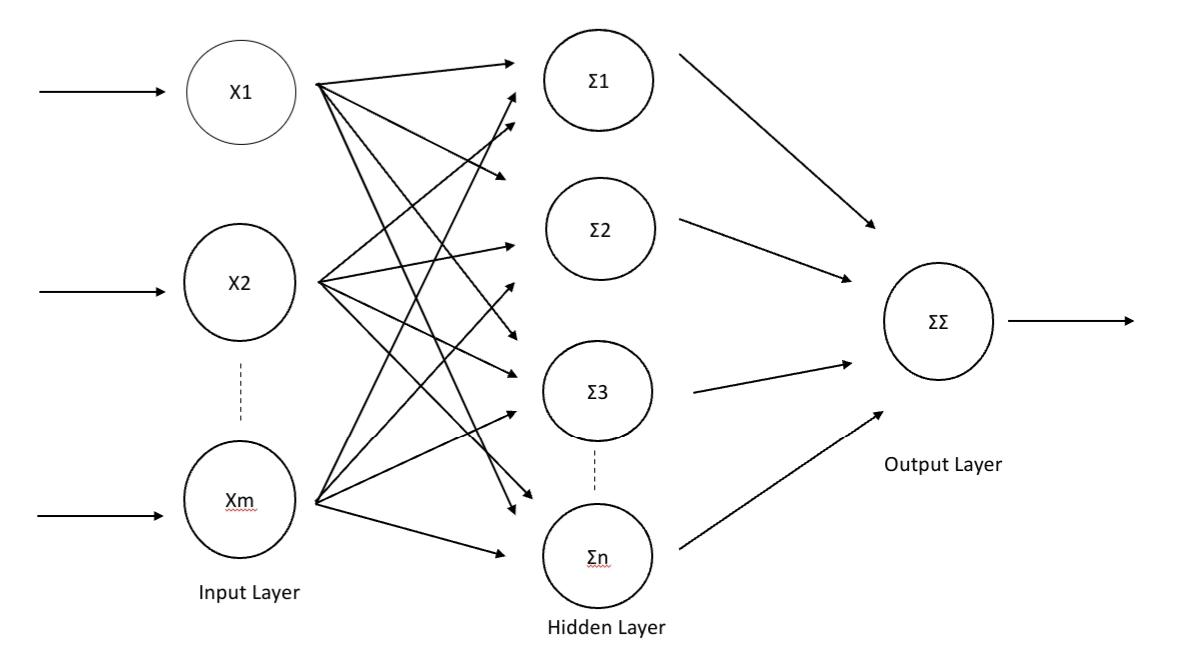 X1
X2
Xm
Input Layer
Σ1
Σ2
Σ3
Σn
Hidden Layer
ΣΣ
Output Layer